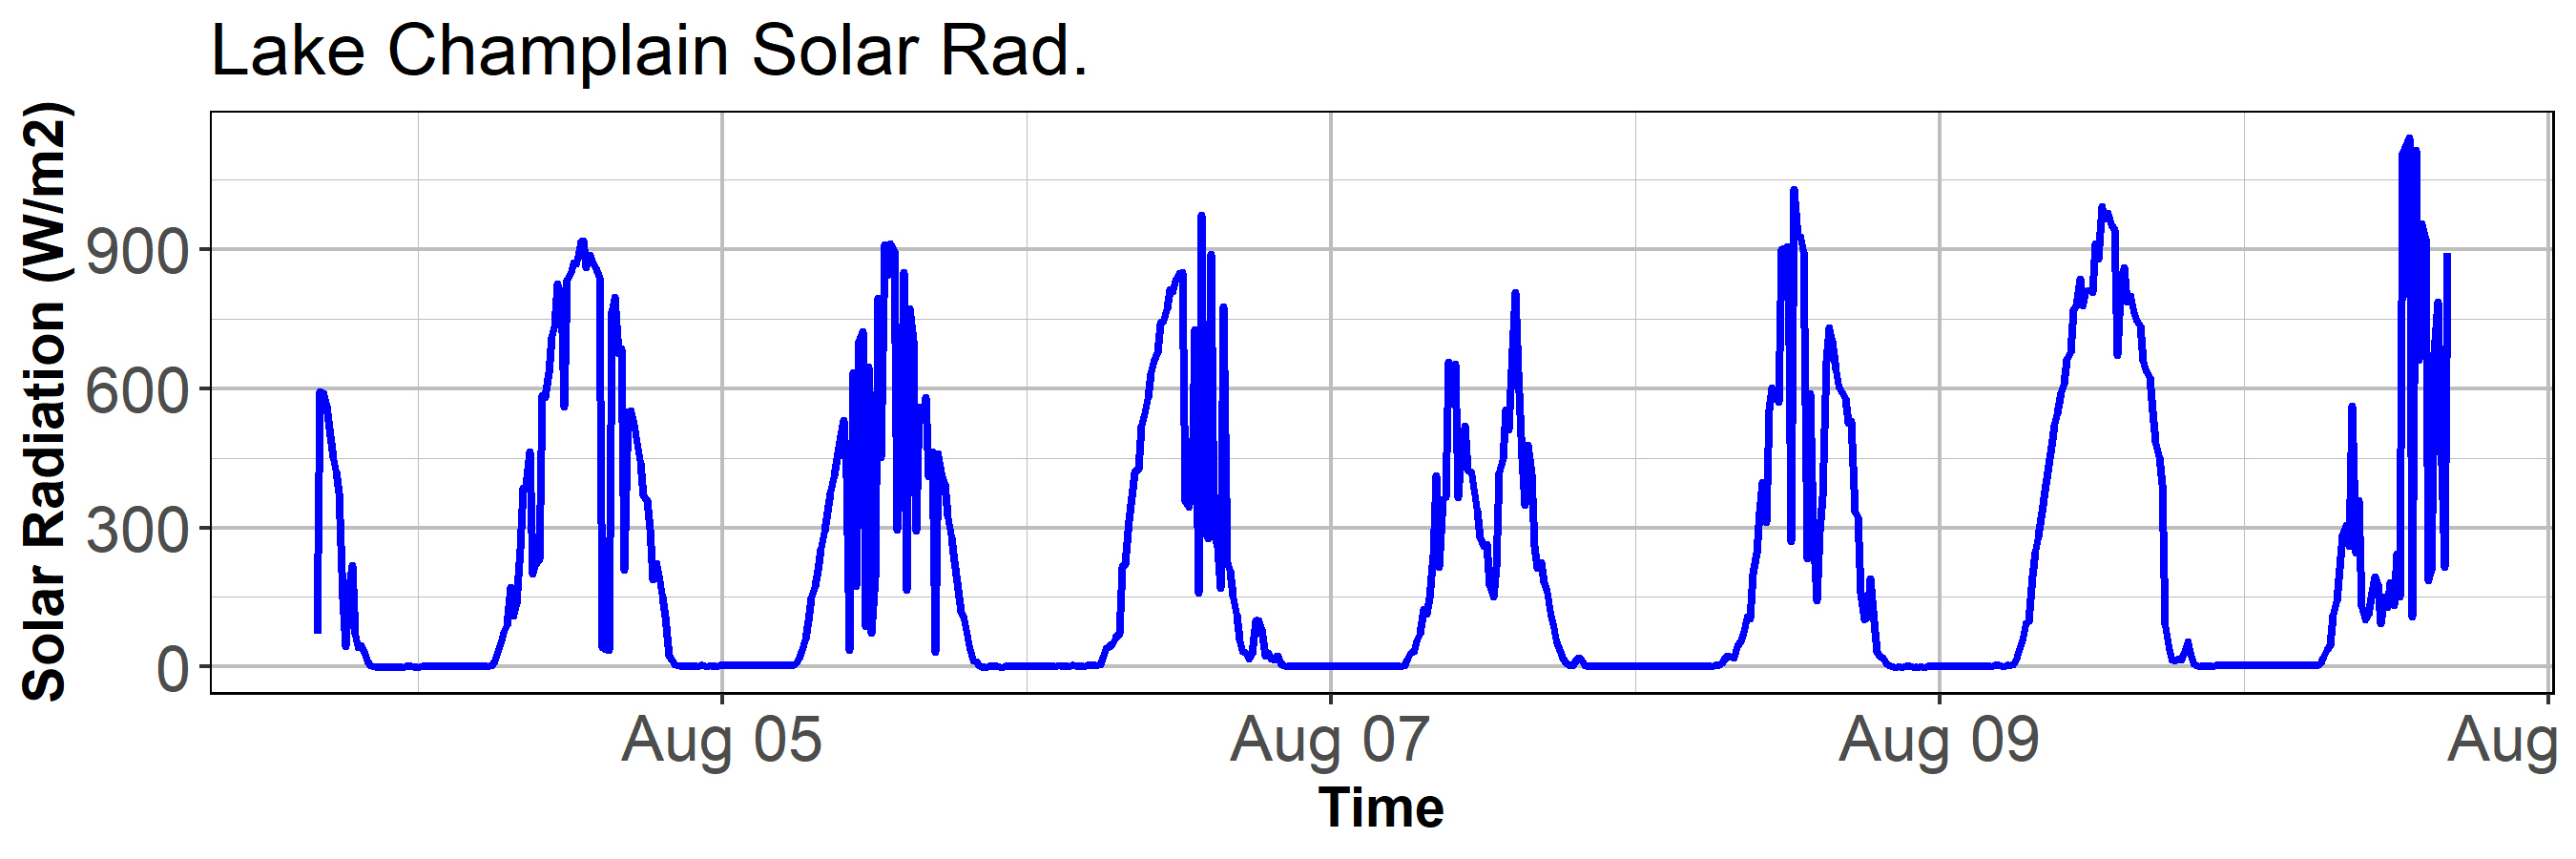 Lake Champlain Solar Rad.
Solar Radiation (W/m2)
900
600
300
0
Aug 05 Aug 07 Aug 09 Aug
Time